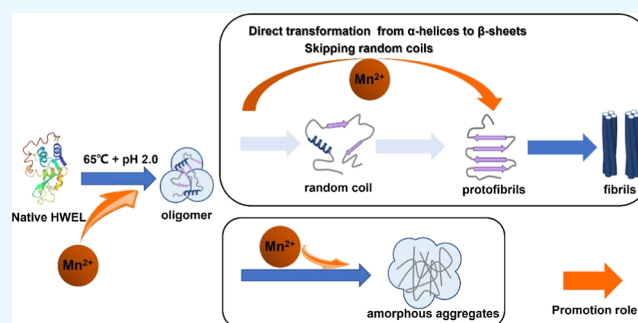 Direct transformation from α-helices to β-sheets
Skipping random coils
Mn²⁺
65℃ + pH 2.0
Native HWEL
oligomer
random coil
protofibrils
fibrils
Mn²⁺
Mn²⁺
amorphous aggregates
Promotion role